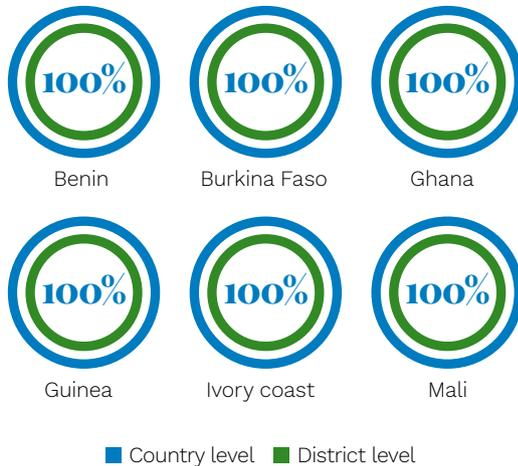 100% 100% 100%
Benin Burkina Faso Ghana
100% 100% 100%
Guinea Ivory coast Mali
Country level District level